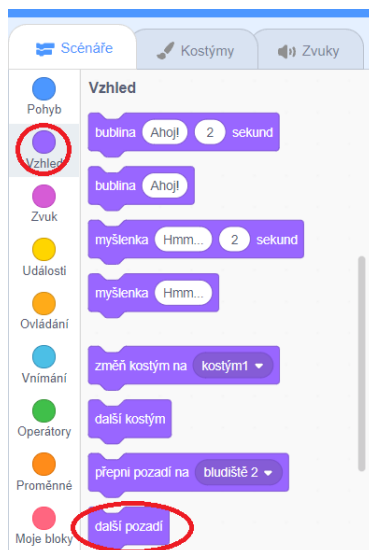 Scénáře Kostýmy Zvuky
Pohyb
Vzhled
Zvuk
Události
Ovládání
Vnímání
Operátory
Proměnné
Moje bloky
Vzhled
bublina Ahoj! 2 sekund
bublina Ahoj!
myšlenka Hmm... 2 sekund
myšlenka Hmm...
změň kostým na kostým1
další kostým
přepni pozadí na bludiště 2
další pozadí